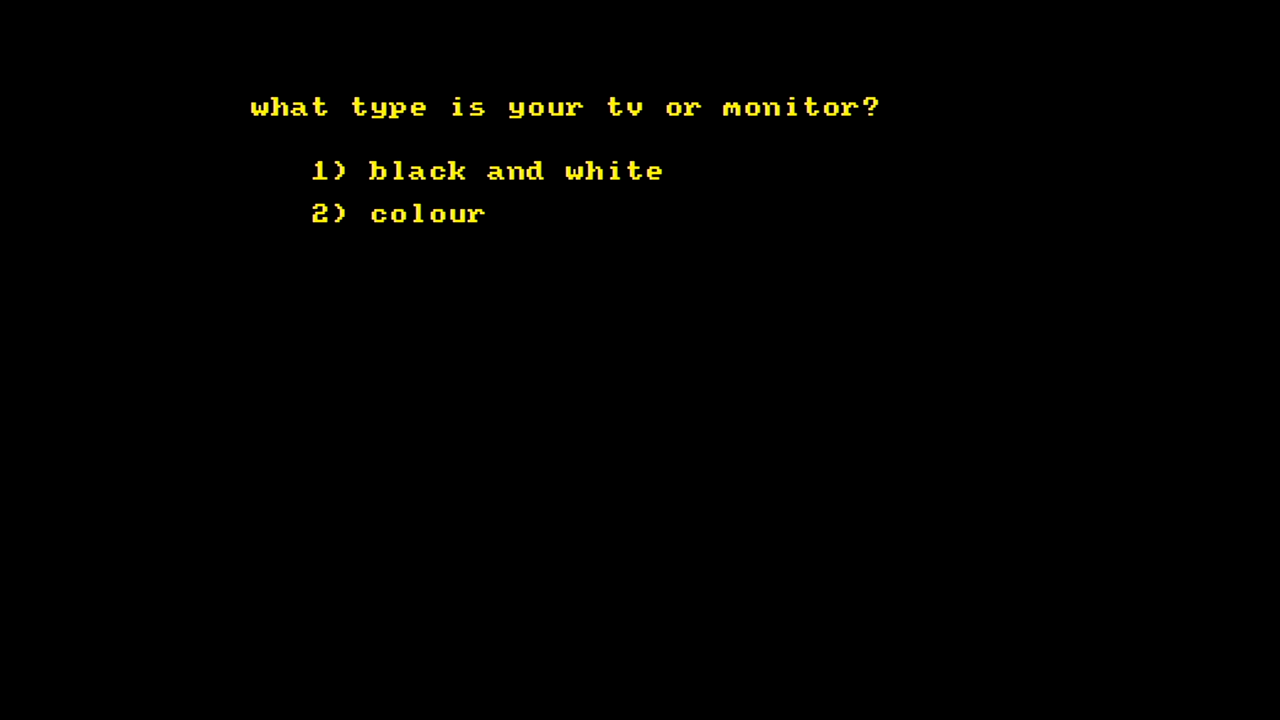 what type is your tv or monitor?
1) black and white
2) colour